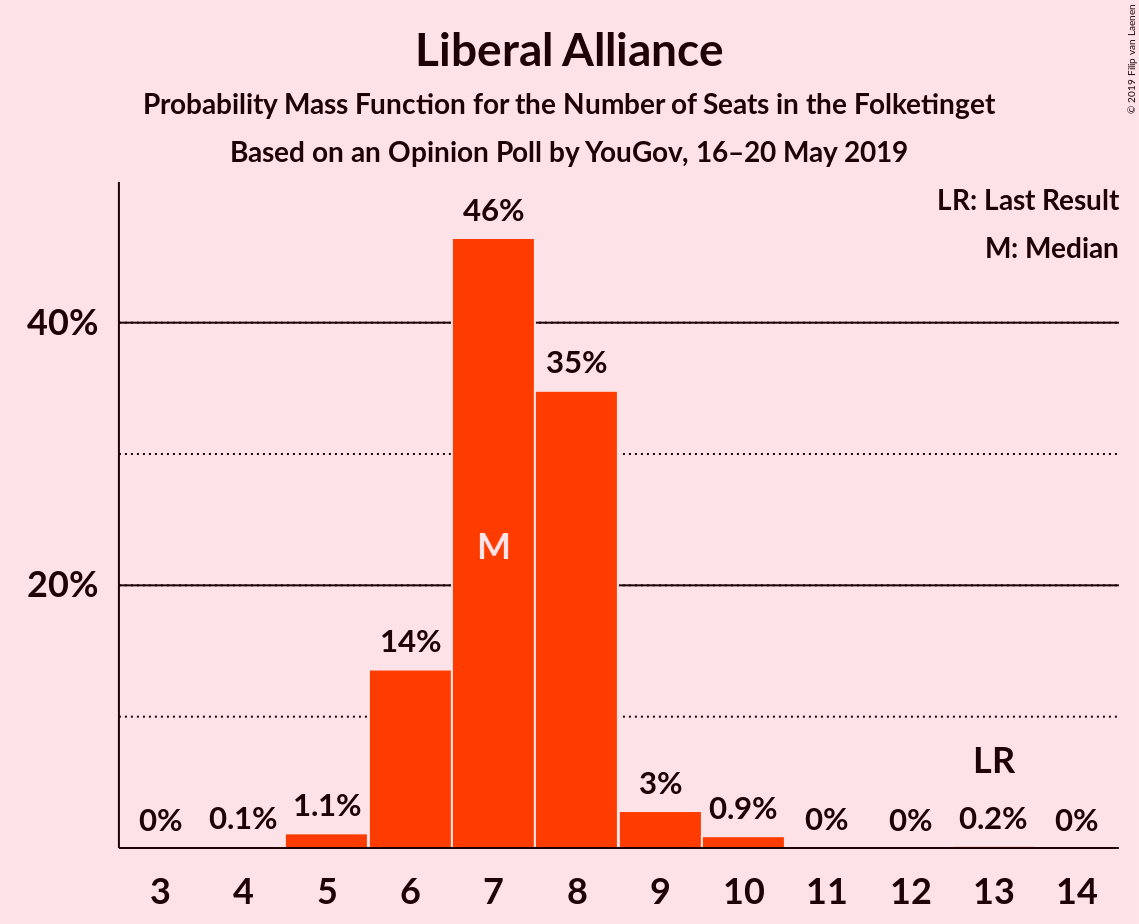 Liberal Alliance
Probability Mass Function for the Number of Seats in the Folketinget
Based on an Opinion Poll by YouGov, 16–20 May 2019
© 2019 Filip van Laenen
LR: Last Result
M: Median
46%
40%
35%
M
20%
14%
LR
3%
0% 0.1% 1.1% 0.9% 0% 0% 0.2% 0%
3 4 5 6 7 8 9 10 11 12 13 14